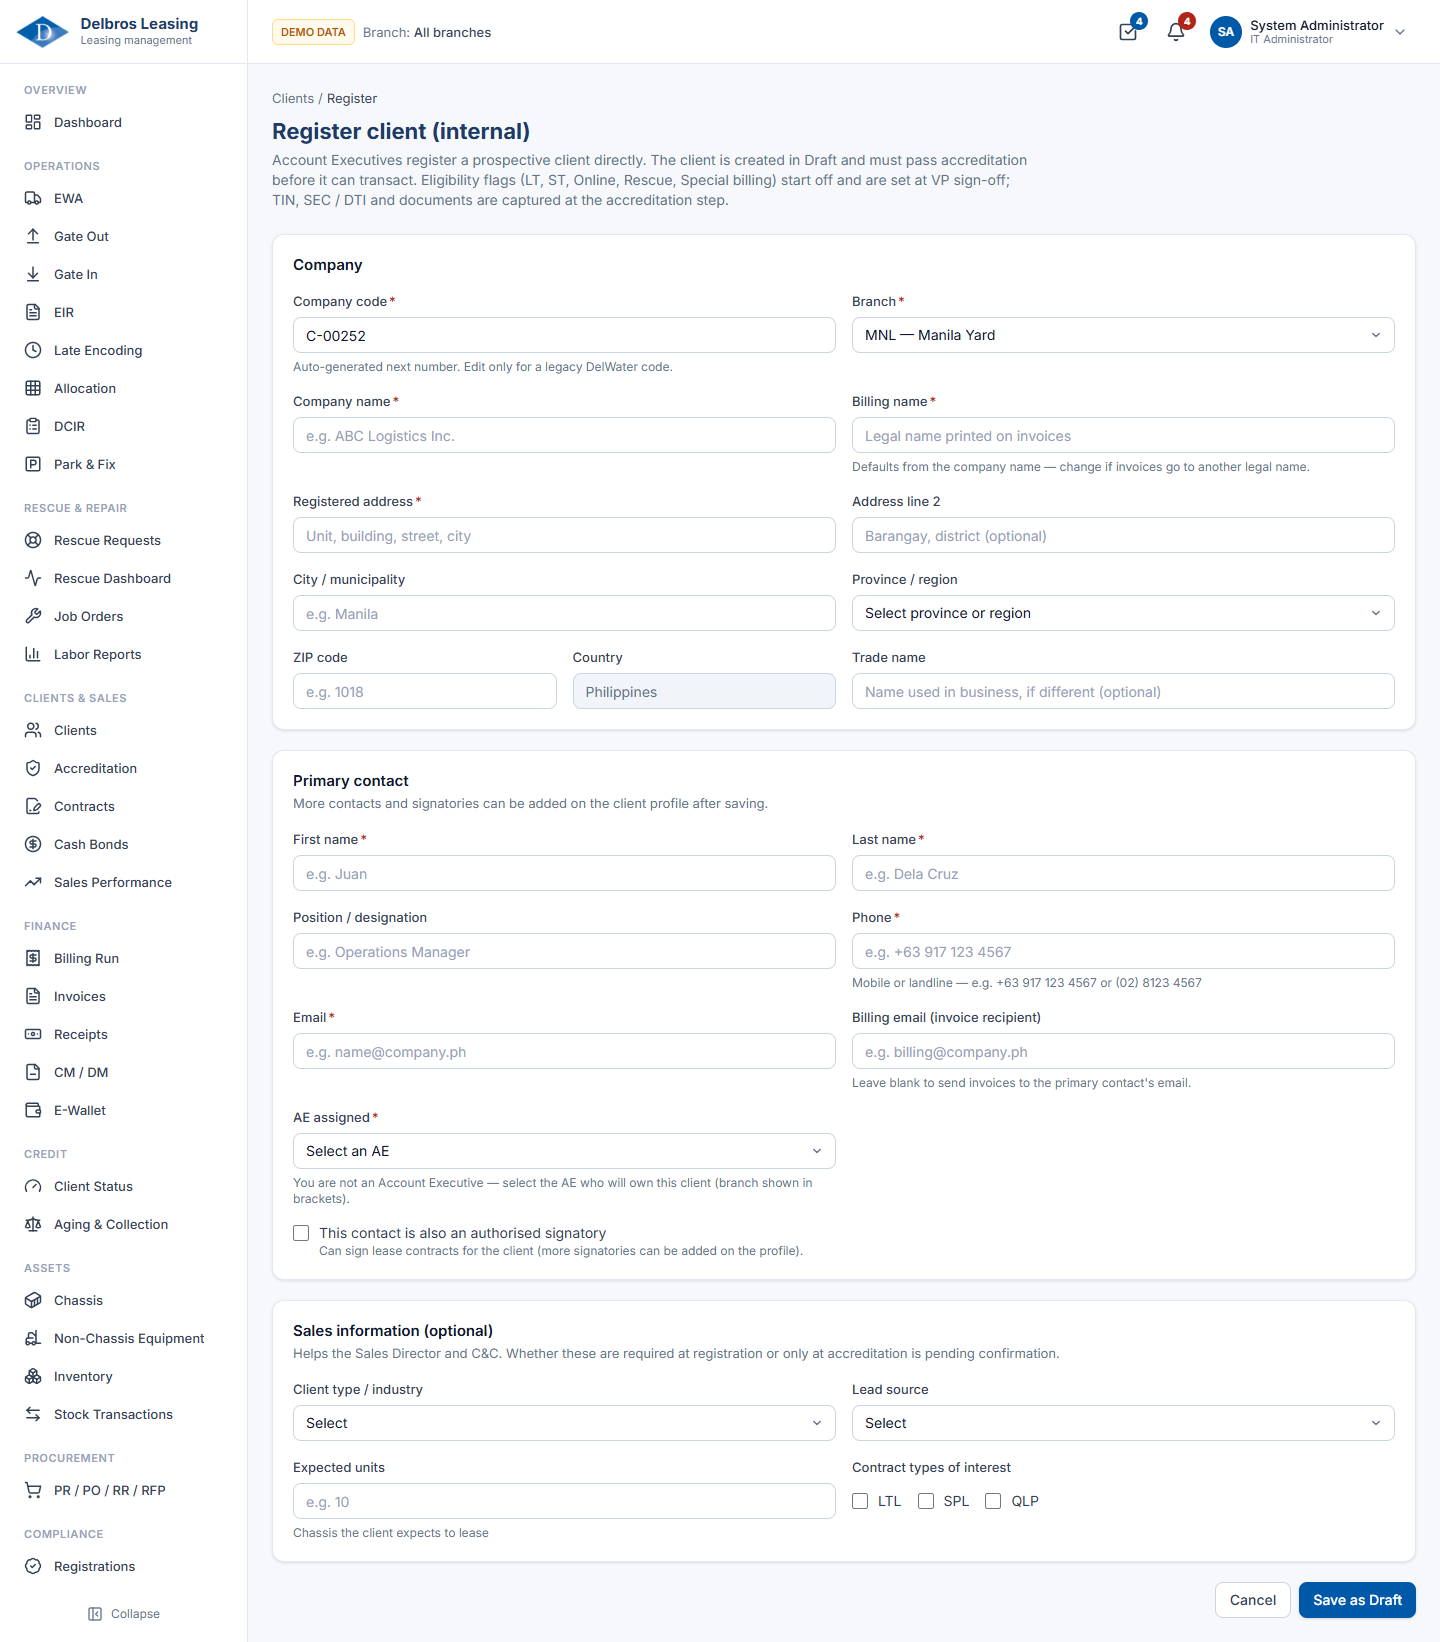 Delbros Leasing
Leasing management
DEMO DATA
Branch: All branches
4
4
SA
System Administrator
IT Administrator
OVERVIEW
Dashboard
OPERATIONS
EWA
Gate Out
Gate In
EIR
Late Encoding
Allocation
DCIR
Park & Fix
RESCUE & REPAIR
Rescue Requests
Rescue Dashboard
Job Orders
Labor Reports
CLIENTS & SALES
Clients
Accreditation
Contracts
Cash Bonds
Sales Performance
FINANCE
Billing Run
Invoices
Receipts
CM / DM
E-Wallet
CREDIT
Client Status
Aging & Collection
ASSETS
Chassis
Non-Chassis Equipment
Inventory
Stock Transactions
PROCUREMENT
PR / PO / RR / RFP
COMPLIANCE
Registrations
Collapse
Clients / Register
Register client (internal)
Account Executives register a prospective client directly. The client is created in Draft and must pass accreditation
before it can transact. Eligibility flags (LT, ST, Online, Rescue, Special billing) start off and are set at VP sign-off;
TIN, SEC / DTI and documents are captured at the accreditation step.
Company
Company code *
C-00252
Auto-generated next number. Edit only for a legacy DelWater code.
Branch *
MNL — Manila Yard
Company name *
e.g. ABC Logistics Inc.
Billing name *
Legal name printed on invoices
Defaults from the company name — change if invoices go to another legal name.
Registered address *
Unit, building, street, city
Address line 2
Barangay, district (optional)
City / municipality
e.g. Manila
Province / region
Select province or region
ZIP code
e.g. 1018
Country
Philippines
Trade name
Name used in business, if different (optional)
Primary contact
More contacts and signatories can be added on the client profile after saving.
First name *
e.g. Juan
Last name *
e.g. Dela Cruz
Position / designation
e.g. Operations Manager
Phone *
e.g. +63 917 123 4567
Mobile or landline — e.g. +63 917 123 4567 or (02) 8123 4567
Email *
e.g. name@company.ph
Billing email (invoice recipient)
e.g. billing@company.ph
Leave blank to send invoices to the primary contact's email.
AE assigned *
Select an AE
You are not an Account Executive — select the AE who will own this client (branch shown in
brackets).
This contact is also an authorised signatory
Can sign lease contracts for the client (more signatories can be added on the profile).
Sales information (optional)
Helps the Sales Director and C&C. Whether these are required at registration or only at accreditation is pending confirmation.
Client type / industry
Select
Lead source
Select
Expected units
e.g. 10
Chassis the client expects to lease
Contract types of interest
LTL SPL QLP
Cancel
Save as Draft